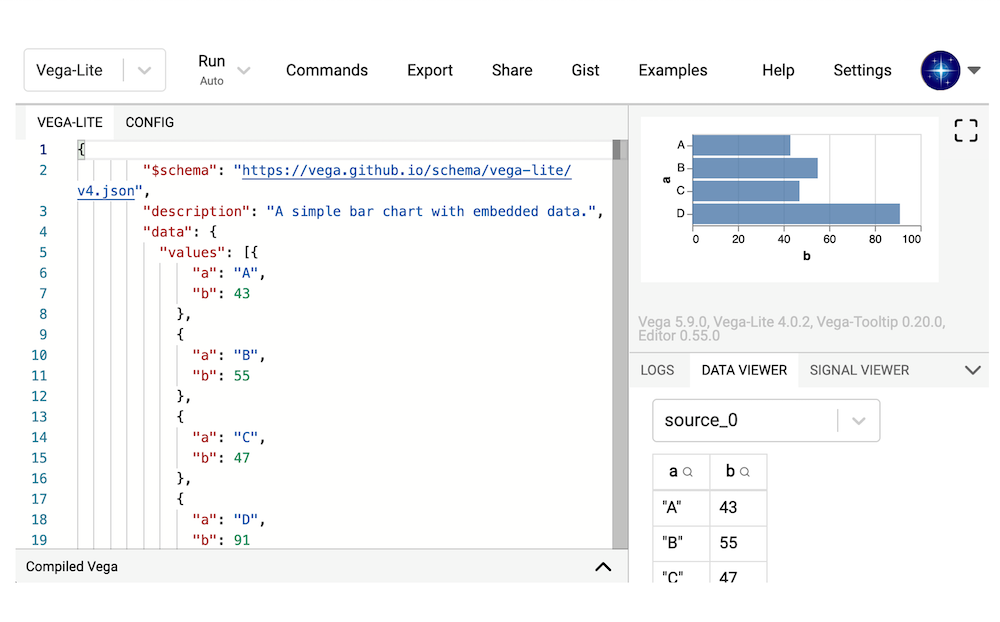 Vega-Lite
Run
Auto
Commands
Export
Share
Gist
Examples
Help
Settings
VEGA-LITE
CONFIG
1 {
2 "$schema": "https://vega.github.io/schema/vega-lite/
v4.json",
3 "description": "A simple bar chart with embedded data.",
4 "data": {
5 "values": [{
6 "a": "A",
7 "b": 43
8 },
9 {
10 "a": "B",
11 "b": 55
12 },
13 {
14 "a": "C",
15 "b": 47
16 },
17 {
18 "a": "D",
19 "b": 91
Compiled Vega
A
B
C
D
a
0 20 40 60 80 100
b
Vega 5.9.0, Vega-Lite 4.0.2, Vega-Tooltip 0.20.0,
Editor 0.55.0
LOGS
DATA VIEWER
SIGNAL VIEWER
source_0
a b
"A" 43
"B" 55
"C" 47